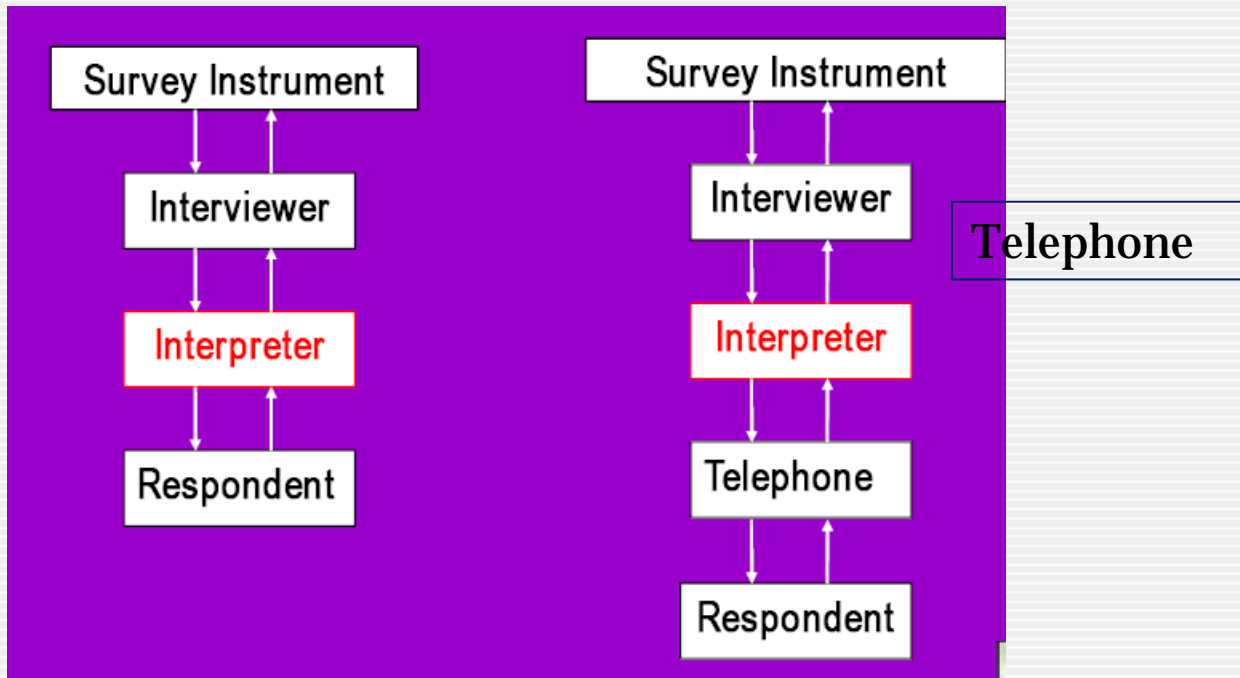 Survey Instrument
Interviewer
Interpreter
Respondent
Survey Instrument
Interviewer
Interpreter
Telephone
Respondent
Telephone